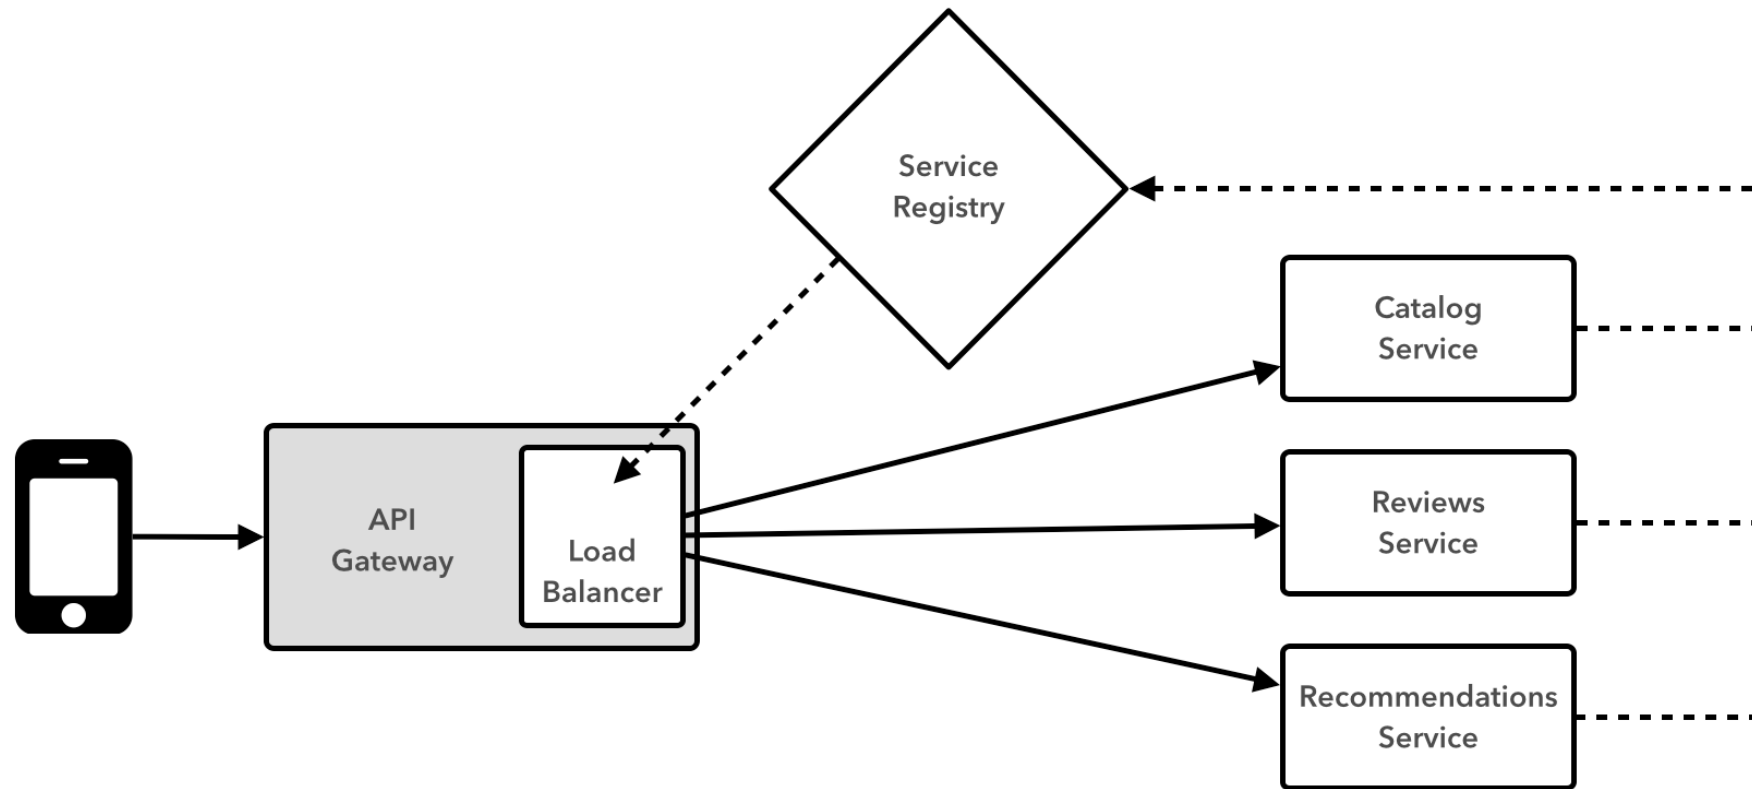 Service
Registry
Catalog
Service
API
Gateway
Load
Balancer
Reviews
Service
Recommendations
Service